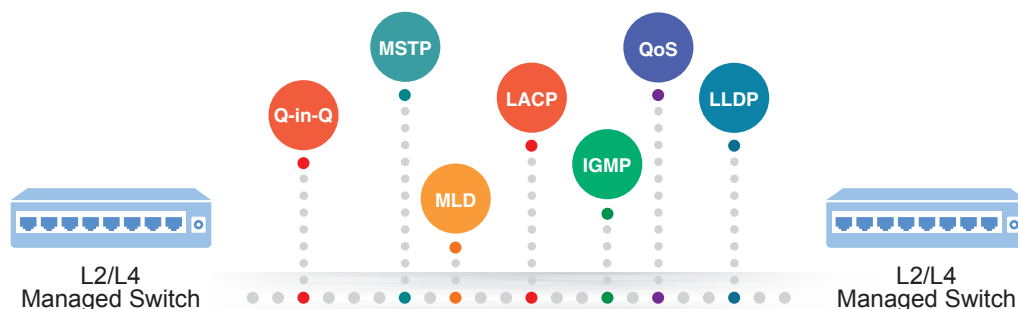 MSTP
QoS
Q-in-Q
LACP
LLDP
IGMP
MLD
L2/L4
Managed Switch
L2/L4
Managed Switch